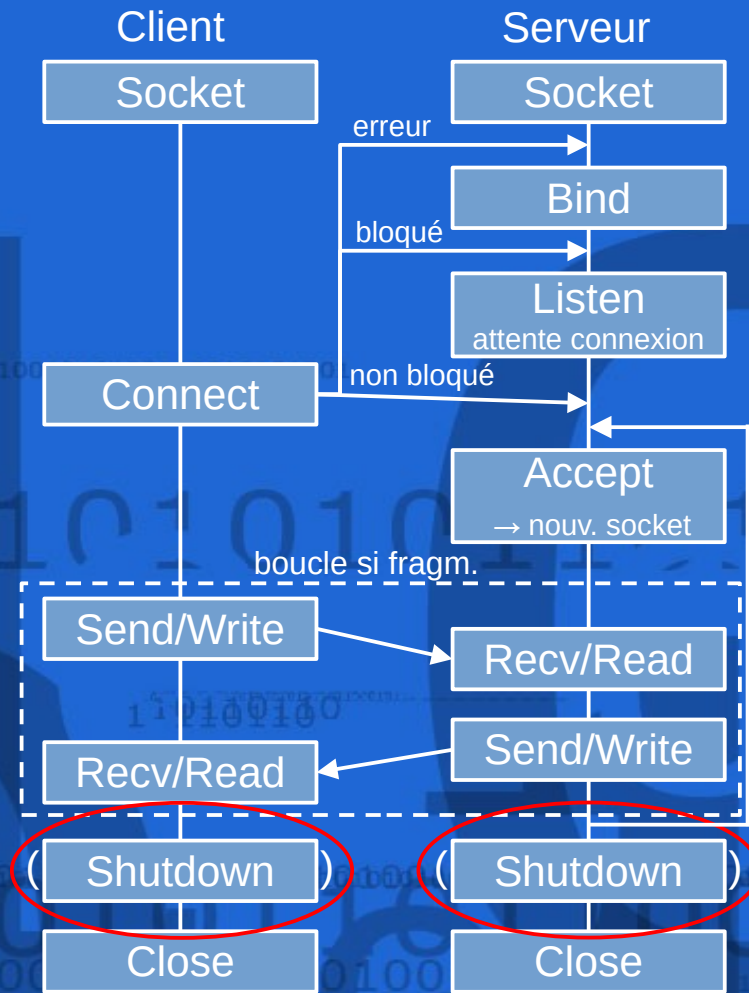 Client
Serveur
Socket
Socket
erreur
Bind
bloqué
Listen
attente connexion
Connect
non bloqué
Accept
→ nouv. socket
boucle si fragm.
Send/Write
Recv/Read
Send/Write
Recv/Read
( Shutdown )
( Shutdown )
Close
Close